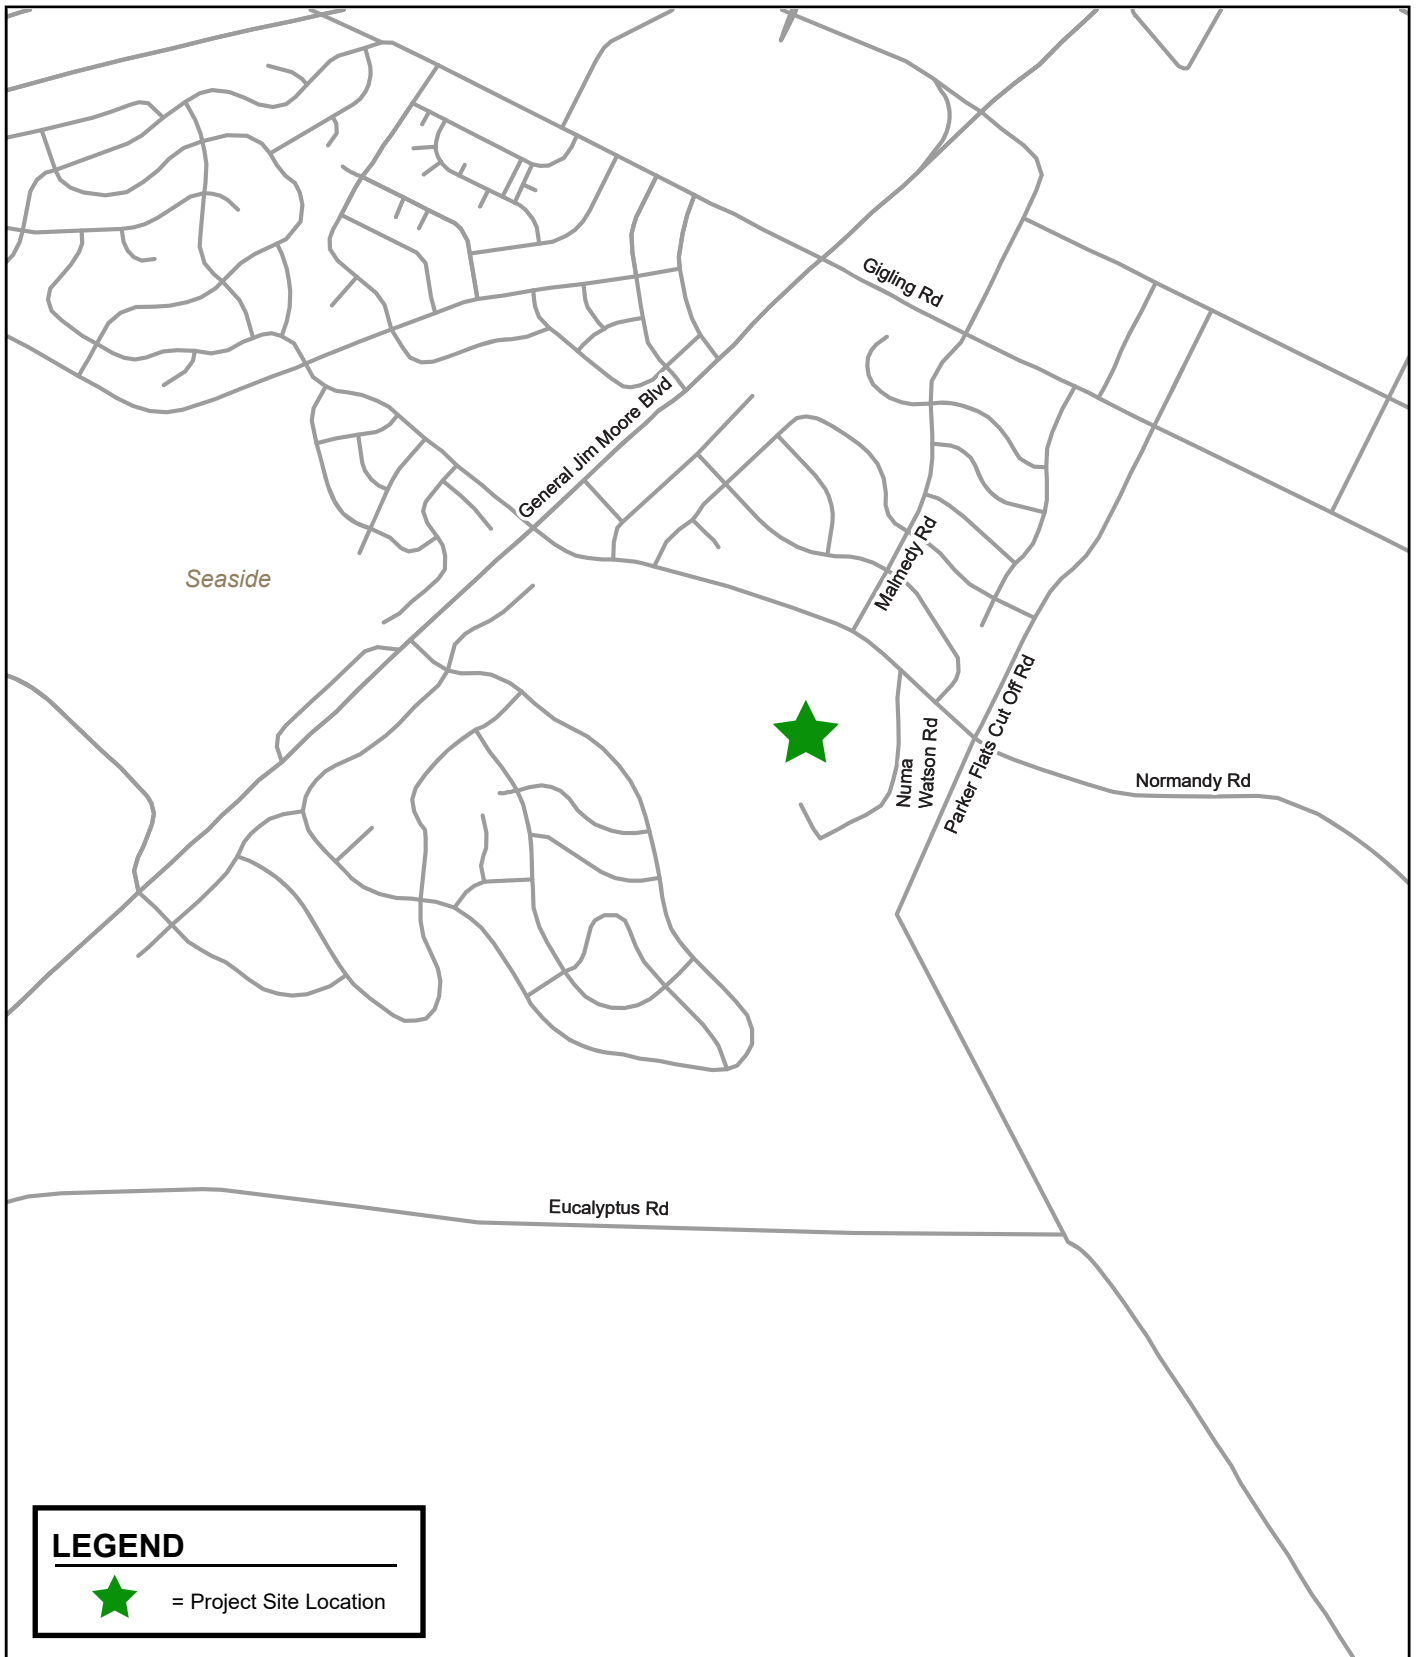 Gigling Rd
General Jim Moore Blvd
Malmedy Rd
Seaside
Parker Flats Cut Off Rd
Numa
Watson Rd
Normandy Rd
Eucalyptus Rd
LEGEND
= Project Site Location